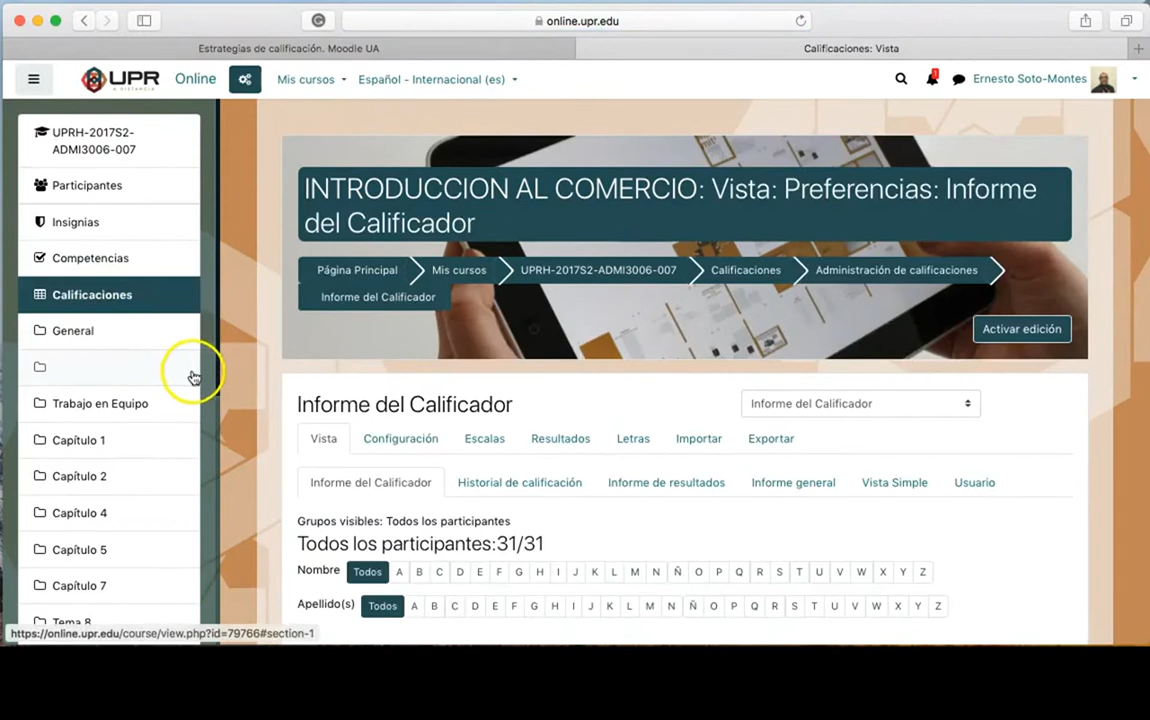 online.upr.edu
Estrategias de calificación. Moodle UA
Calificaciones: Vista
UPR
A DISTANCIA
Online
Mis cursos
Español - Internacional (es)
1
Ernesto Soto-Montes
UPRH-2017S2-
ADMI3006-007
Participantes
Insignias
Competencias
Calificaciones
General
Trabajo en Equipo
Capítulo 1
Capítulo 2
Capítulo 4
Capítulo 5
Capítulo 7
Tema 8
https://online.upr.edu/course/view.php?id=79766#section-1
INTRODUCCION AL COMERCIO: Vista: Preferencias: Informe
del Calificador
Página Principal Mis cursos UPRH-2017S2-ADMI3006-007 Calificaciones Administración de calificaciones
Informe del Calificador
Activar edición
Informe del Calificador
Informe del Calificador
Vista Configuración Escalas Resultados Letras Importar Exportar
Informe del Calificador Historial de calificación Informe de resultados Informe general Vista Simple Usuario
Grupos visibles: Todos los participantes
Todos los participantes:31/31
Nombre Todos A B C D E F G H I J K L M N Ñ O P Q R S T U V W X Y Z
Apellido(s) Todos A B C D E F G H I J K L M N Ñ O P Q R S T U V W X Y Z